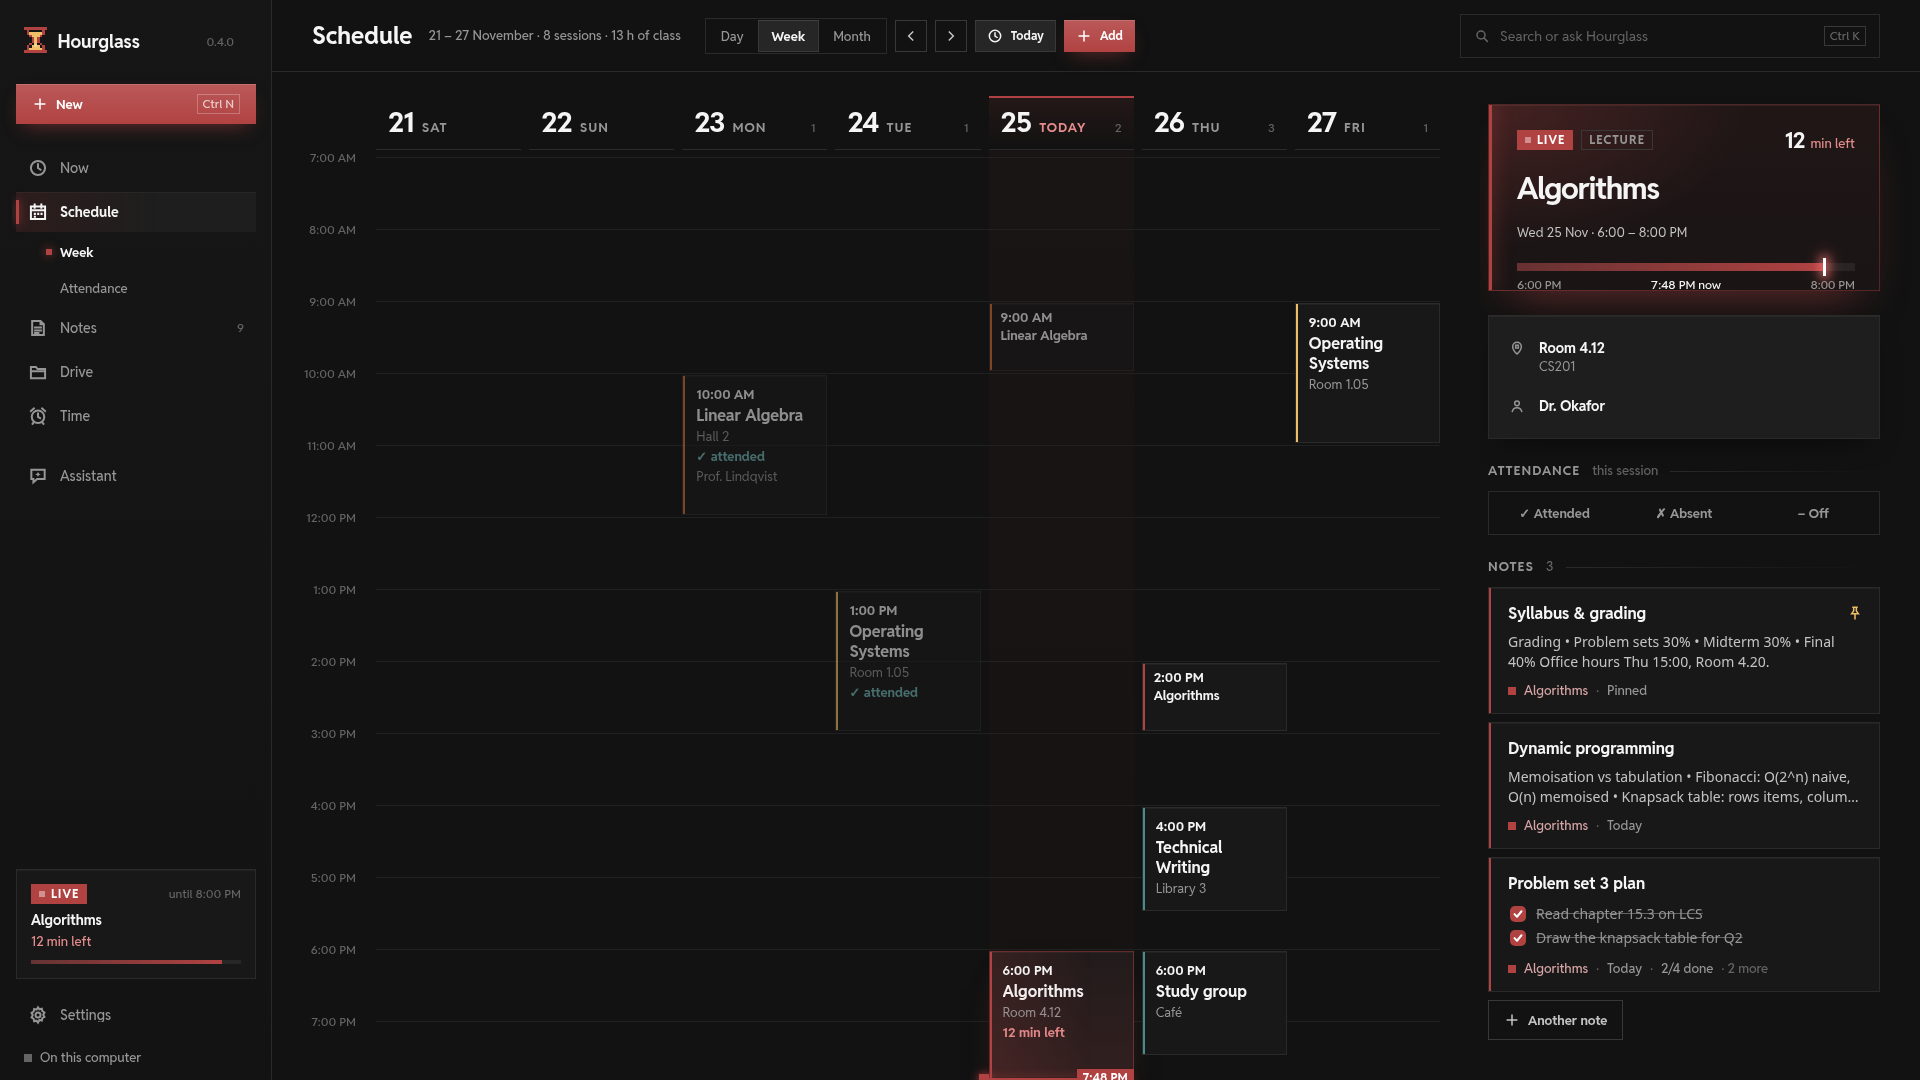 Hourglass
0.4.0
New
Ctrl N
Now
Schedule
Week
Attendance
Notes
9
Drive
Time
Assistant
LIVE
until 8:00 PM
Algorithms
12 min left
Settings
On this computer
Schedule
21 – 27 November · 8 sessions · 13 h of class
Day
Week
Month
Today
Add
Search or ask Hourglass
Ctrl K
21 SAT
22 SUN
23 MON 1
24 TUE 1
25 TODAY 2
26 THU 3
27 FRI 1
7:00 AM
8:00 AM
9:00 AM
10:00 AM
11:00 AM
12:00 PM
1:00 PM
2:00 PM
3:00 PM
4:00 PM
5:00 PM
6:00 PM
7:00 PM
10:00 AM
Linear Algebra
Hall 2
✓ attended
Prof. Lindqvist
1:00 PM
Operating
Systems
Room 1.05
✓ attended
9:00 AM
Linear Algebra
6:00 PM
Algorithms
Room 4.12
12 min left
7:48 PM
2:00 PM
Algorithms
4:00 PM
Technical
Writing
Library 3
6:00 PM
Study group
Café
9:00 AM
Operating
Systems
Room 1.05
LIVE
LECTURE
12 min left
Algorithms
Wed 25 Nov · 6:00 – 8:00 PM
6:00 PM
7:48 PM now
8:00 PM
Room 4.12
CS201
Dr. Okafor
ATTENDANCE this session
✓ Attended
✗ Absent
– Off
NOTES 3
Syllabus & grading
Grading • Problem sets 30% • Midterm 30% • Final
40% Office hours Thu 15:00, Room 4.20.
Algorithms · Pinned
Dynamic programming
Memoisation vs tabulation • Fibonacci: O(2^n) naive,
O(n) memoised • Knapsack table: rows items, colum...
Algorithms · Today
Problem set 3 plan
Read chapter 15.3 on LCS
Draw the knapsack table for Q2
Algorithms · Today · 2/4 done · 2 more
Another note